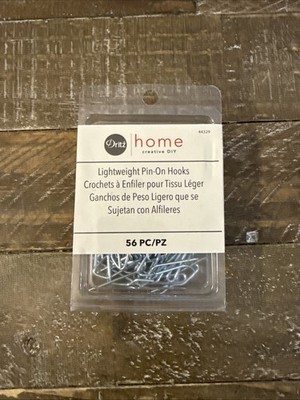 Dritz
home
creative DIY
44339
Lightweight Pin-On Hooks
Crochets à Enfiler pour Tissu Léger
Ganchos de Peso Ligero que se
Sujetan con Alfileres
56 PC/PZ